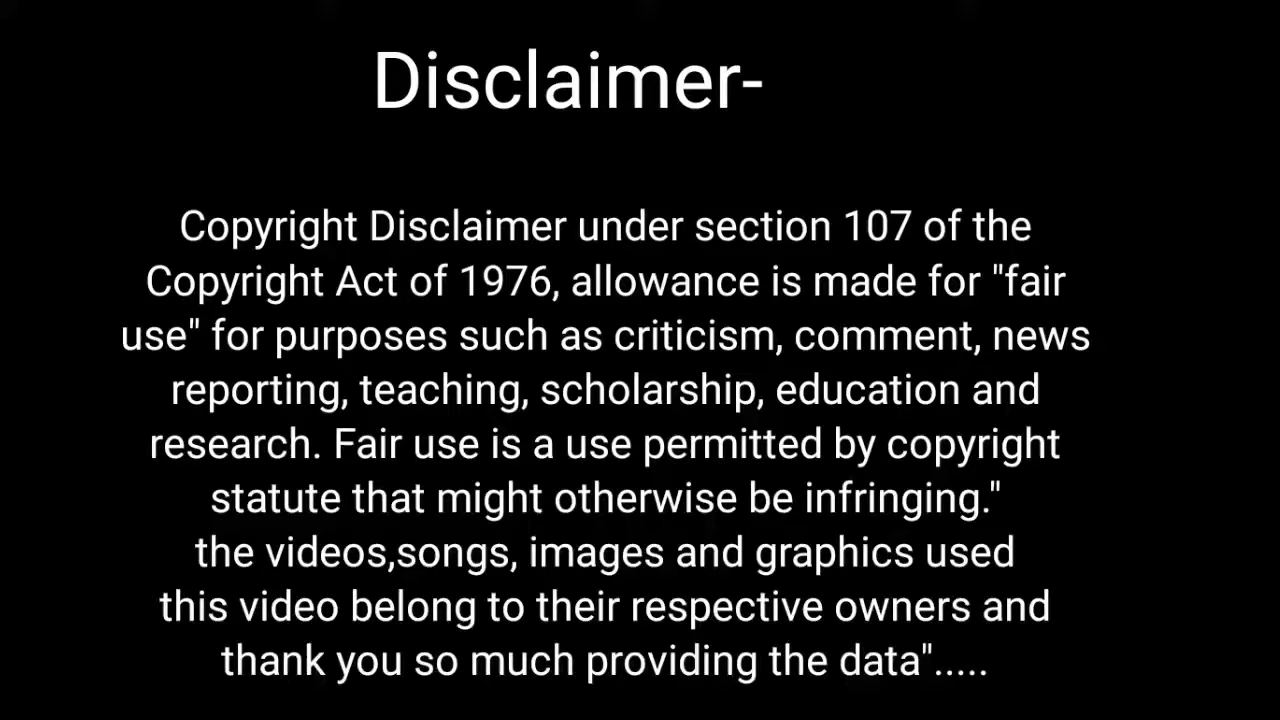 Disclaimer-
Copyright Disclaimer under section 107 of the
Copyright Act of 1976, allowance is made for "fair
use" for purposes such as criticism, comment, news
reporting, teaching, scholarship, education and
research. Fair use is a use permitted by copyright
statute that might otherwise be infringing."
the videos,songs, images and graphics used
this video belong to their respective owners and
thank you so much providing the data".....